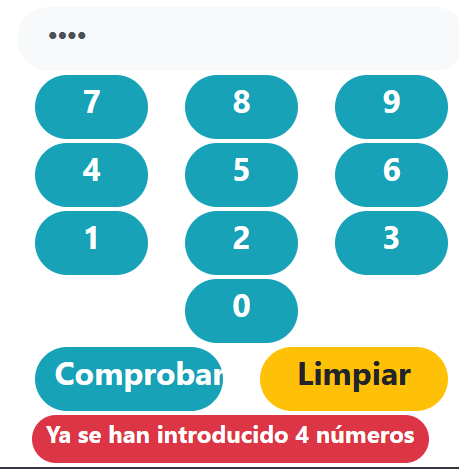 ••••
7 8 9
4 5 6
1 2 3
0
Comprobar Limpiar
Ya se han introducido 4 números